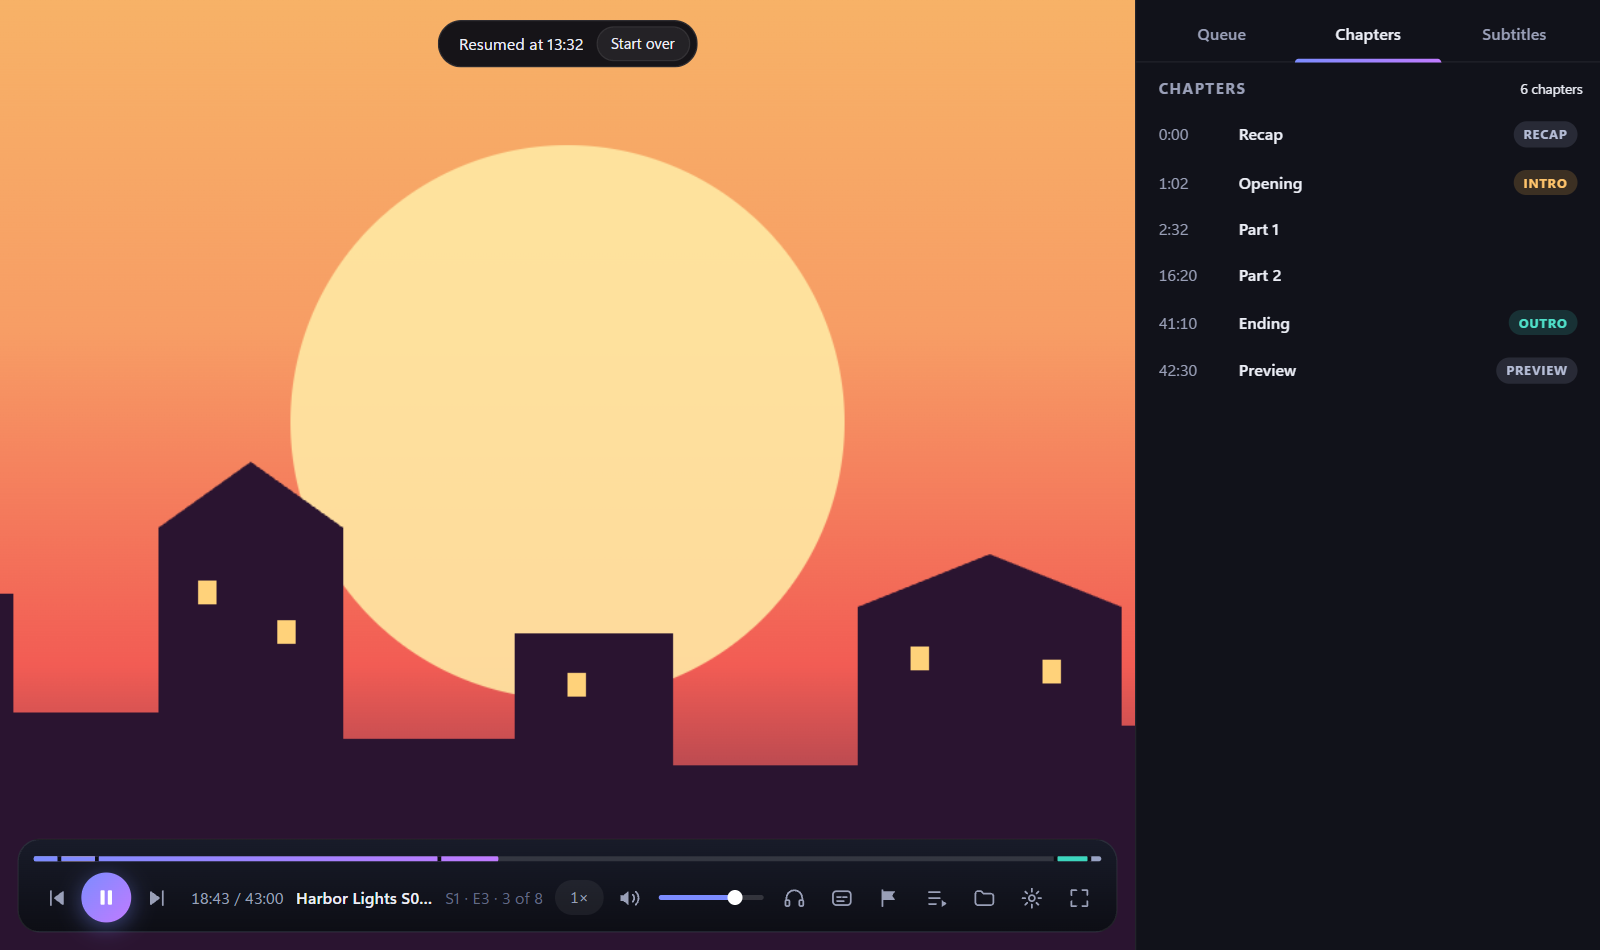 Resumed at 13:32 Start over
Queue Chapters Subtitles
CHAPTERS 6 chapters
0:00 Recap RECAP
1:02 Opening INTRO
2:32 Part 1
16:20 Part 2
41:10 Ending OUTRO
42:30 Preview PREVIEW
18:43 / 43:00 Harbor Lights S0... S1 · E3 · 3 of 8 1×